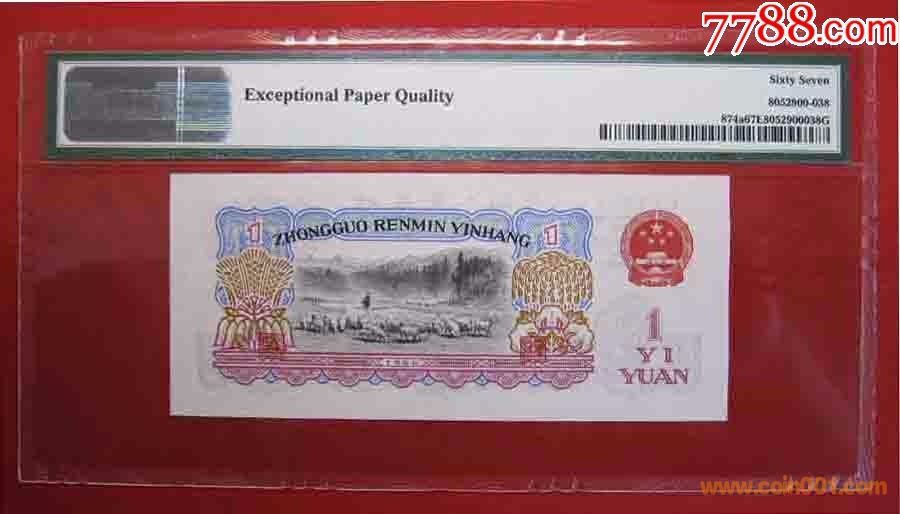 7788.com
Exceptional Paper Quality
Sixty Seven
8052900-038
874a67E8052900038G
1 ZHONGGUO RENMIN YINHANG 1
1960
1
YI
YUAN
www.coin001.com